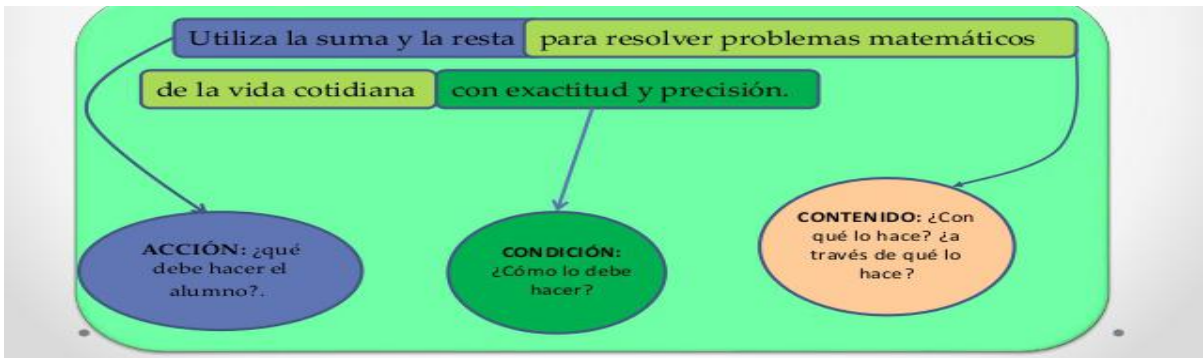 Utiliza la suma y la resta para resolver problemas matemáticos
de la vida cotidiana con exactitud y precisión.
ACCIÓN: ¿qué
debe hacer el
alumno?.
CONDICIÓN:
¿Cómo lo debe
hacer?
CONTENIDO: ¿Con
qué lo hace? ¿a
través de qué lo
hace?